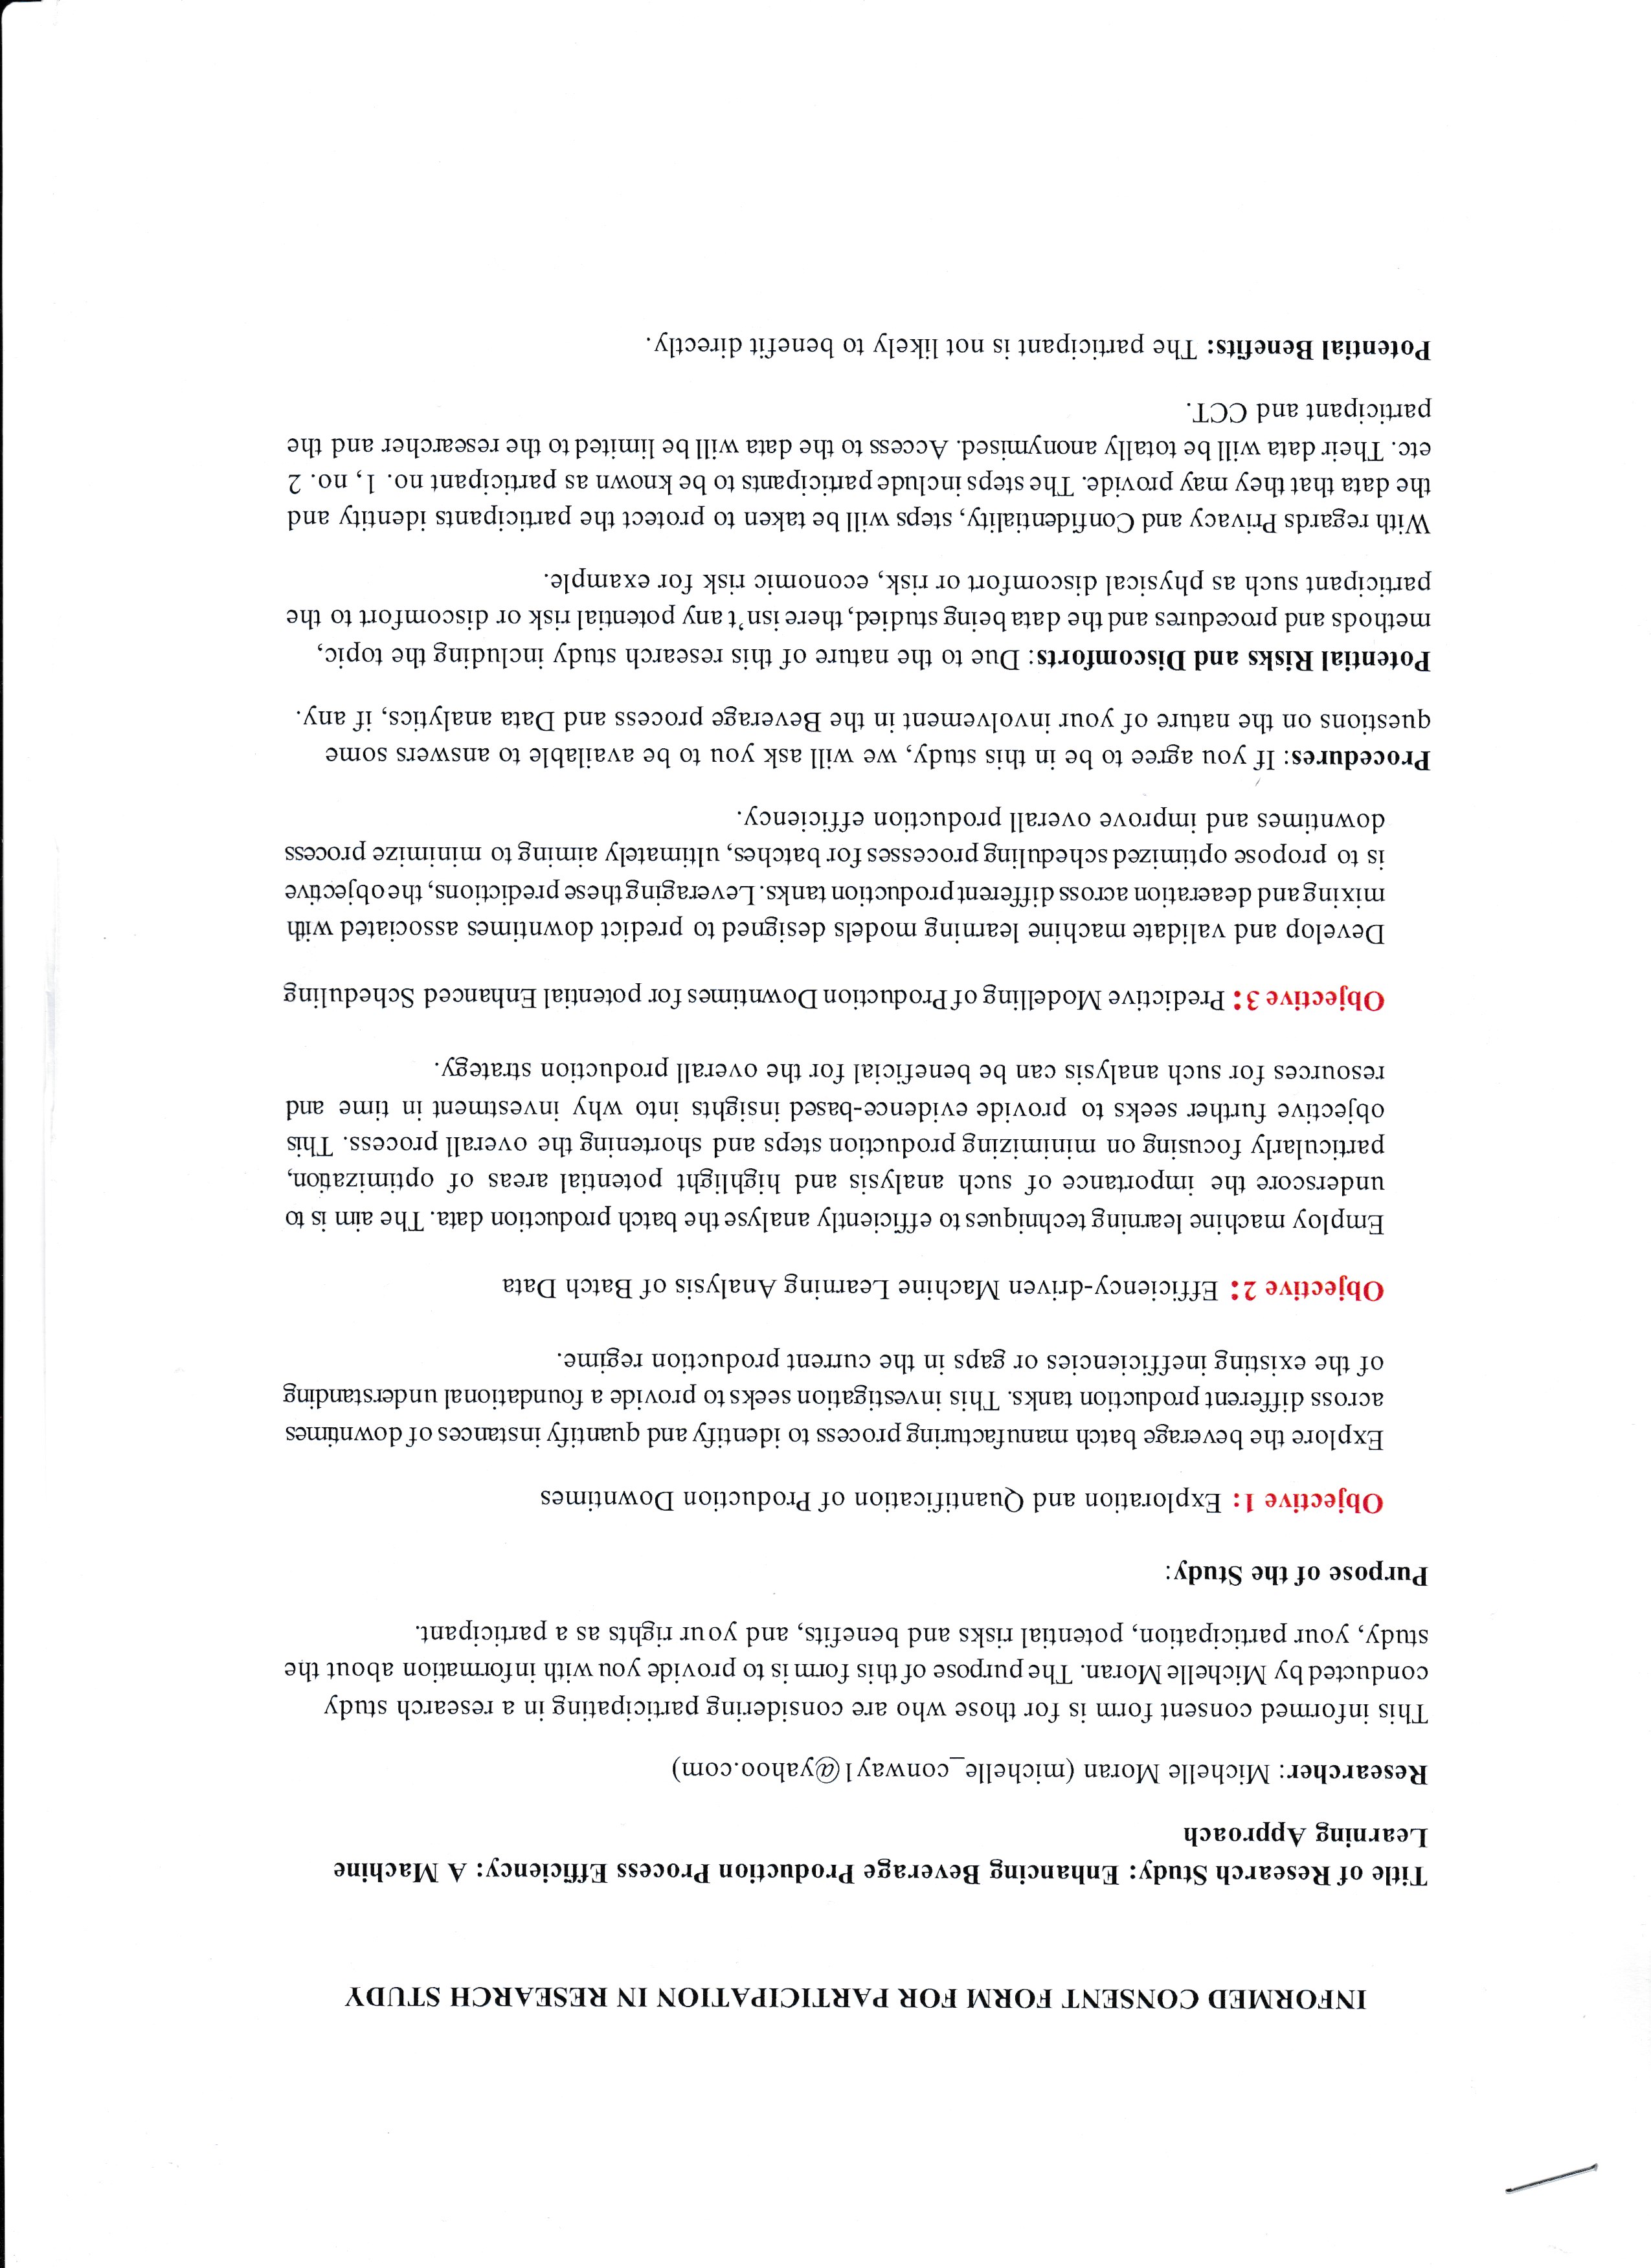 INFORMED CONSENT FORM FOR PARTICIPATION IN RESEARCH STUDY
Title of Research Study: Enhancing Beverage Production Process Efficiency: A Machine
Learning Approach
Researcher: Michelle Moran (michelle_conway1@yahoo.com)
This informed consent form is for those who are considering participating in a research study
conducted by Michelle Moran. The purpose of this form is to provide you with information about the
study, your participation, potential risks and benefits, and your rights as a participant.
Purpose of the Study:
Objective 1: Exploration and Quantification of Production Downtimes
Explore the beverage batch manufacturing process to identify and quantify instances of downtimes
across different production tanks. This investigation seeks to provide a foundational understanding
of the existing inefficiencies or gaps in the current production regime.
Objective 2: Efficiency-driven Machine Learning Analysis of Batch Data
Employ machine learning techniques to efficiently analyse the batch production data. The aim is to
underscore the importance of such analysis and highlight potential areas of optimization,
particularly focusing on minimizing production steps and shortening the overall process. This
objective further seeks to provide evidence-based insights into why investment in time and
resources for such analysis can be beneficial for the overall production strategy.
Objective 3: Predictive Modelling of Production Downtimes for potential Enhanced Scheduling
Develop and validate machine learning models designed to predict downtimes associated with
mixing and deaeration across different production tanks. Leveraging these predictions, the objective
is to propose optimized scheduling processes for batches, ultimately aiming to minimize process
downtimes and improve overall production efficiency.
Procedures: If you agree to be in this study, we will ask you to be available to answers some
questions on the nature of your involvement in the Beverage process and Data analytics, if any.
Potential Risks and Discomforts: Due to the nature of this research study including the topic,
methods and procedures and the data being studied, there isn't any potential risk or discomfort to the
participant such as physical discomfort or risk, economic risk for example.
With regards Privacy and Confidentiality, steps will be taken to protect the participants identity and
the data that they may provide. The steps include participants to be known as participant no. 1, no. 2
etc. Their data will be totally anonymised. Access to the data will be limited to the researcher and the
participant and CCT.
Potential Benefits: The participant is not likely to benefit directly.